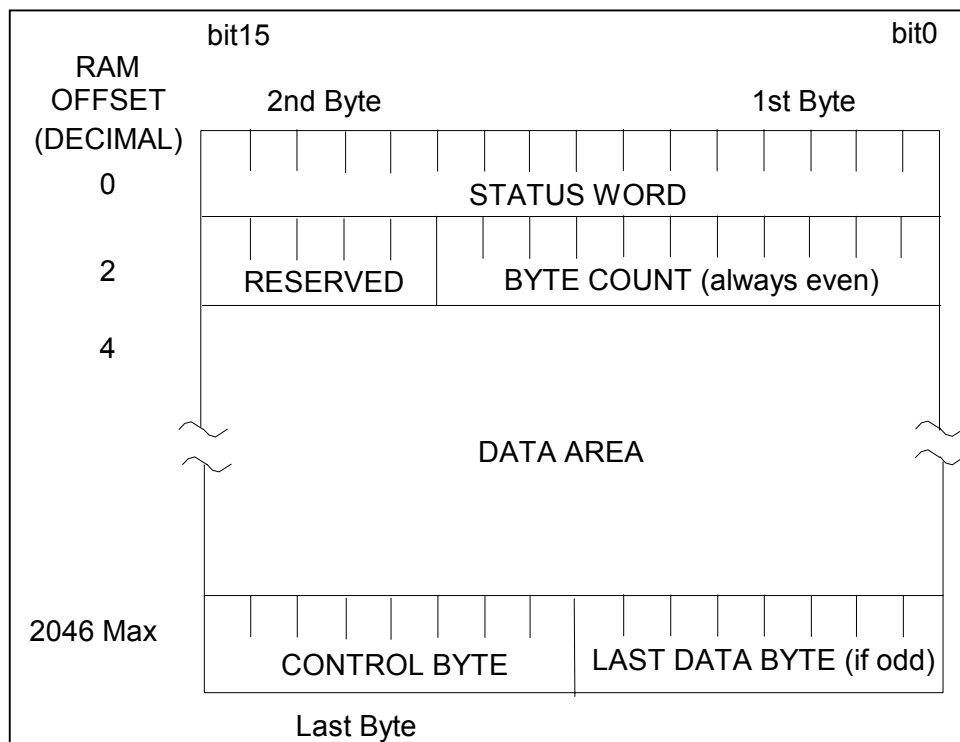 bit15 bit0
RAM
OFFSET
(DECIMAL)
2nd Byte 1st Byte
0 STATUS WORD
2 RESERVED BYTE COUNT (always even)
4
DATA AREA
2046 Max CONTROL BYTE LAST DATA BYTE (if odd)
Last Byte